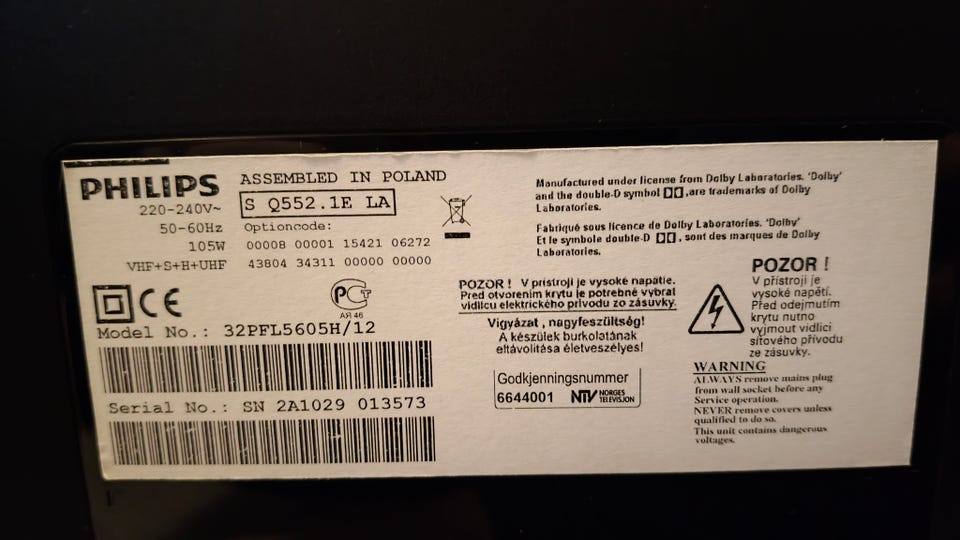 PHILIPS
ASSEMBLED IN POLAND
220-240V~
S Q552.1E LA
50-60Hz
Optioncode:
105W
00008 00001 15421 06272
VHF+S+H+UHF
43804 34311 00000 00000
CE
РСТ
АЯ 46
Model No.: 32PFL5605H/12
Serial No.: SN 2A1029 013573
Manufactured under license from Dolby Laboratories. 'Dolby'
and the double-D symbol ,are trademarks of Dolby
Laboratories.
Fabriqué sous licence de Dolby Laboratories. 'Dolby'
Et le symbole double-D , sont des marques de Dolby
Laboratories.
POZOR ! V prístroji je vysoké napätie.
Pred otvorením krytu je potrebné vybrat
vidlicu elektrického prívodu zo zásuvky.
Vigyázat , nagyfeszültség!
A készülek burkolatának
eltávolítása életveszélyes!
Godkjenningsnummer
6644001 NTV NORGES
TELEVISJON
POZOR !
V přístroji je
vysoké napětí.
Před odejmutím
krytu nutno
vyjmout vidlici
síťového přívodu
ze zásuvky.
WARNING
ALWAYS remove mains plug
from wall socket before any
Service operation.
NEVER remove covers unless
qualified to do so.
This unit contains dangerous
voltages.